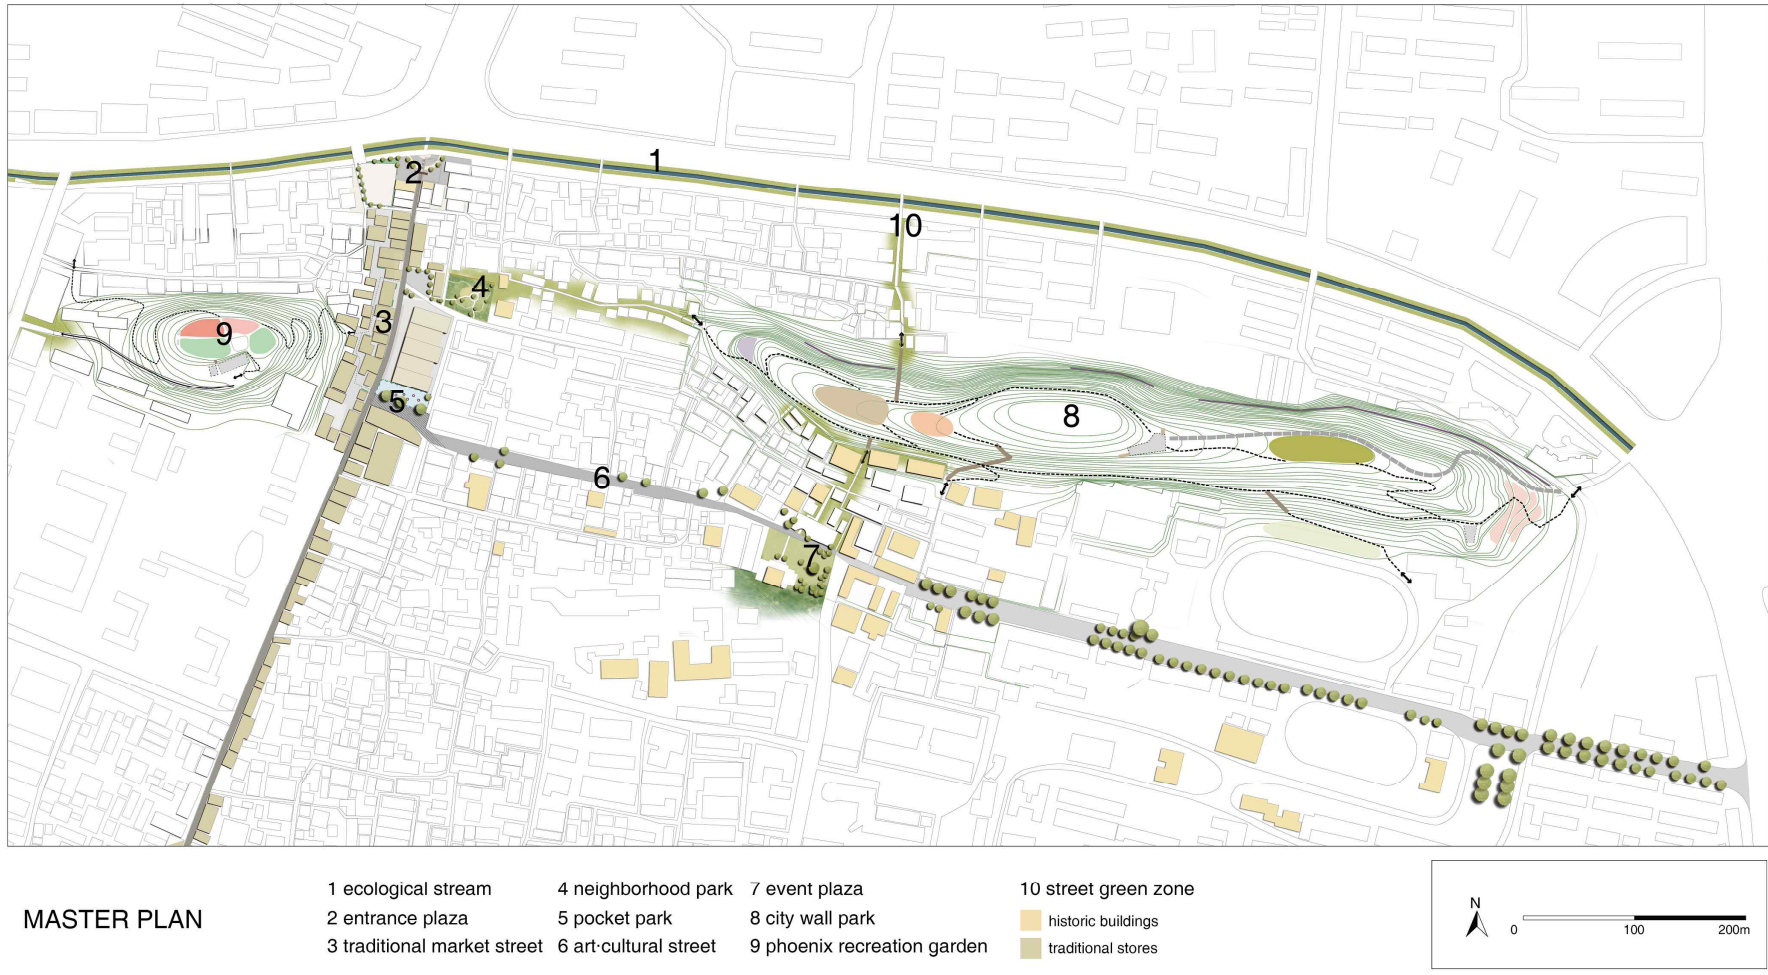 1
2
10
4
9
3
5
8
6
7
MASTER PLAN
1 ecological stream
2 entrance plaza
3 traditional market street
4 neighborhood park
5 pocket park
6 art·cultural street
7 event plaza
8 city wall park
9 phoenix recreation garden
10 street green zone
historic buildings
traditional stores
N
0 100 200m